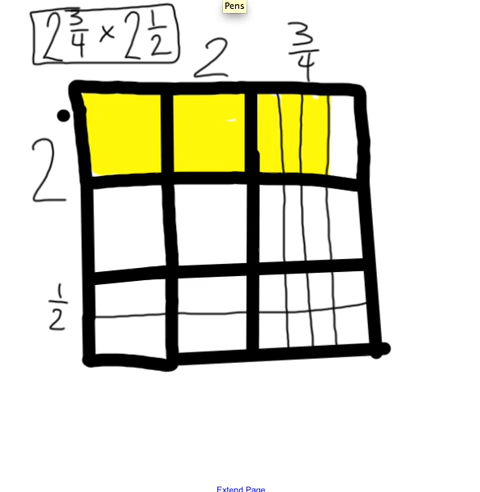 Pens
2 3/4 × 2 1/2
2 3/4
2
1/2
Extend Page